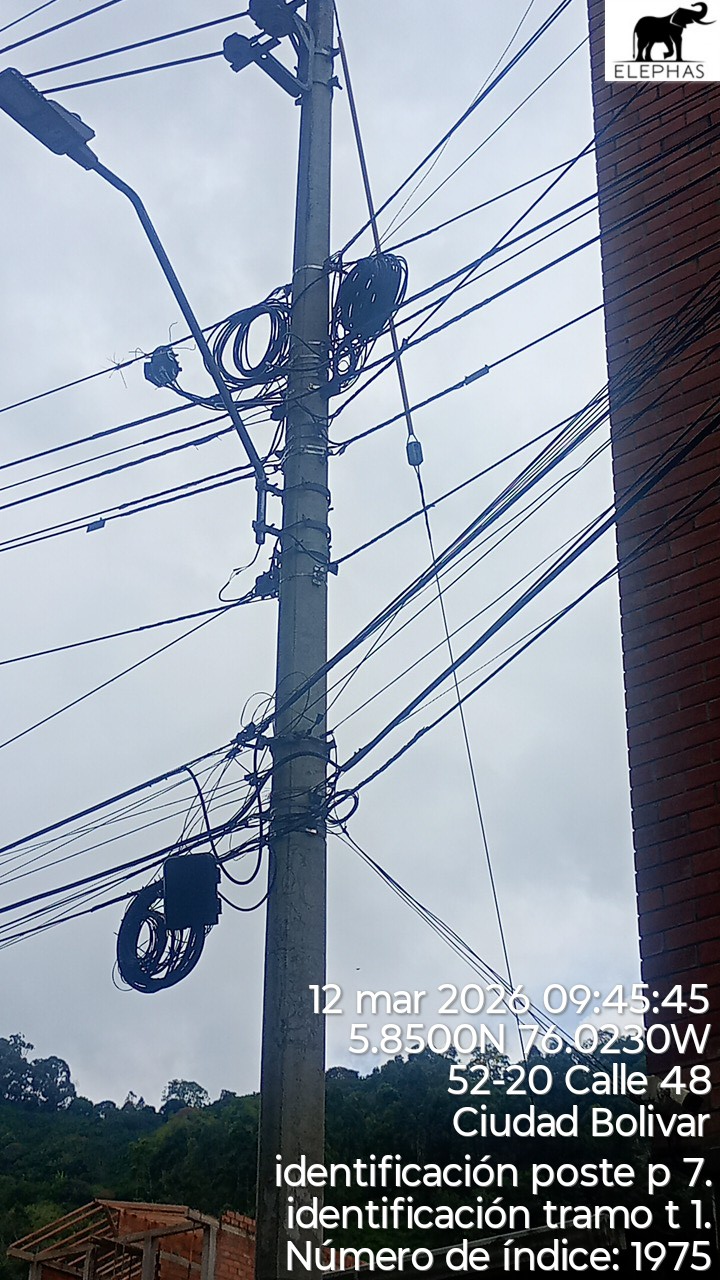 ELEPHAS
12 mar 2026 09:45:45
5.8500N 76.0230W
52-20 Calle 48
Ciudad Bolivar
identificación poste p 7.
identificación tramo t 1.
Número de índice: 1975